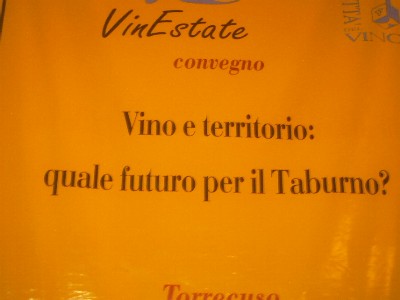 VinEstate
convegno
Vino e territorio:
quale futuro per il Taburno?
Torrecuso